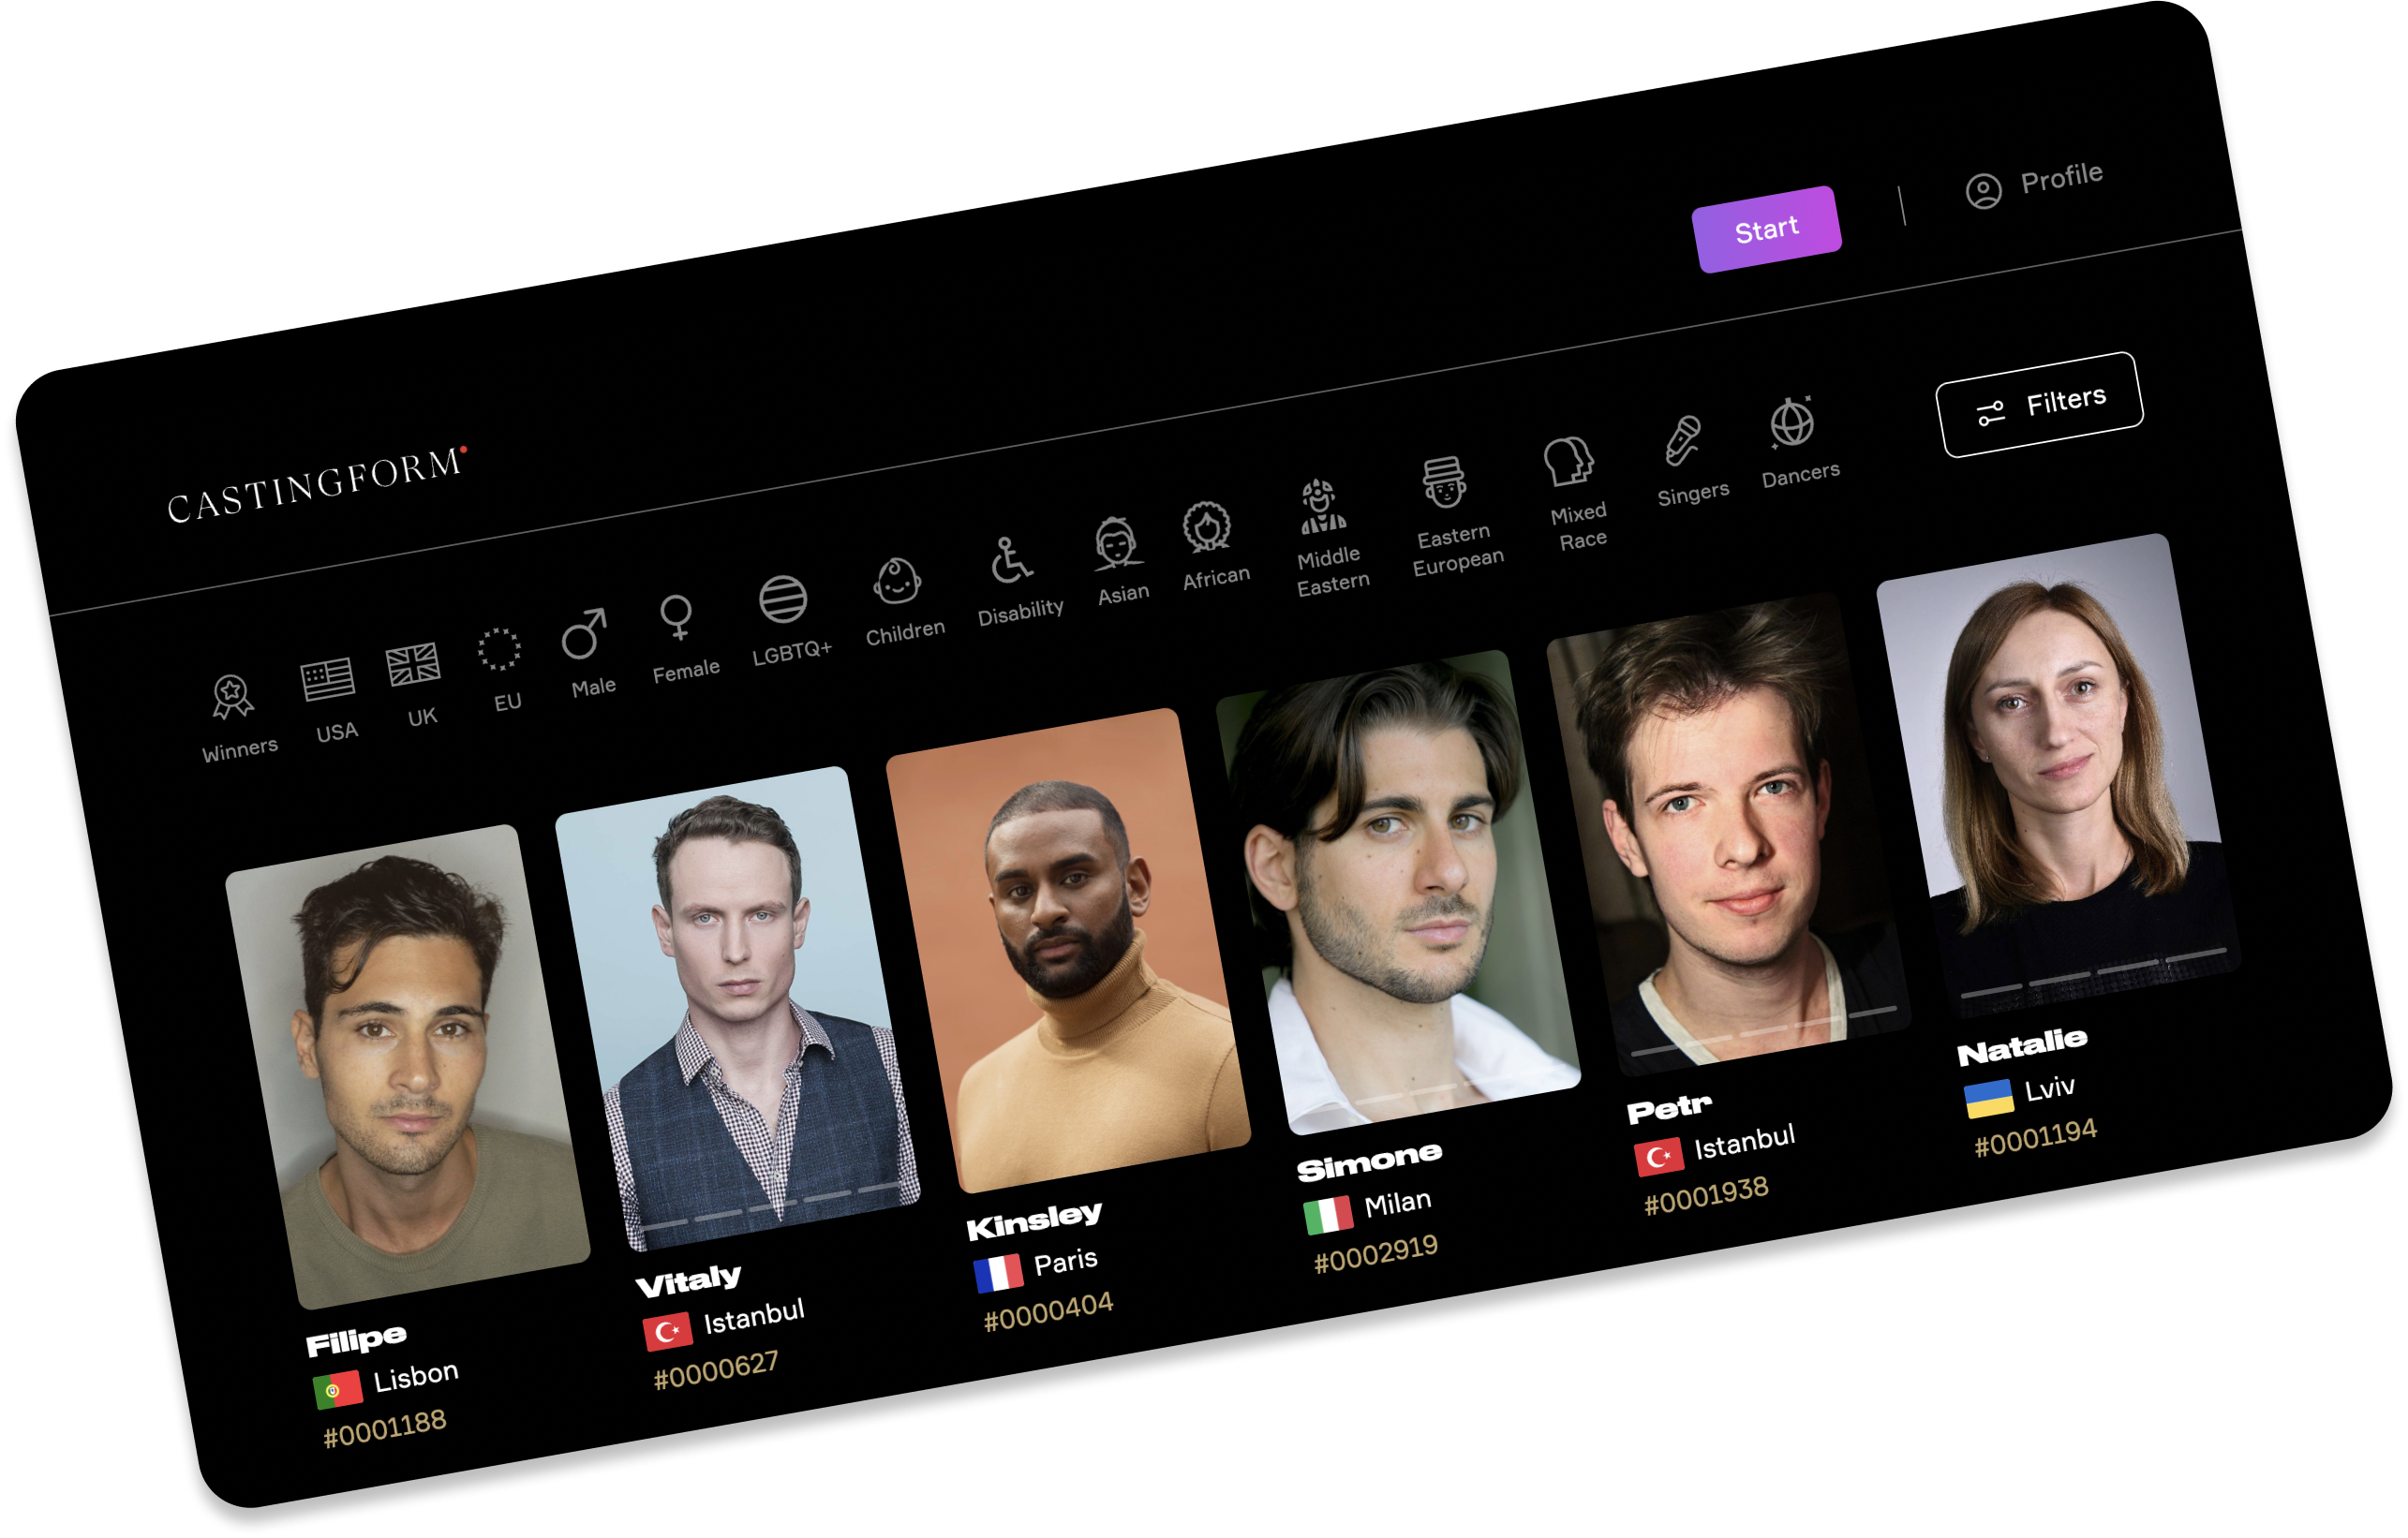 CASTINGFORM
Start
Profile
Filters
Winners
USA
UK
EU
Male
Female
LGBTQ+
Children
Disability
Asian
African
Middle
Eastern
Eastern
European
Mixed
Race
Singers
Dancers
Filipe
Lisbon
#0001188
Vitaly
Istanbul
#0000627
Kinsley
Paris
#0000404
Simone
Milan
#0002919
Petr
Istanbul
#0001938
Natalie
Lviv
#0001194